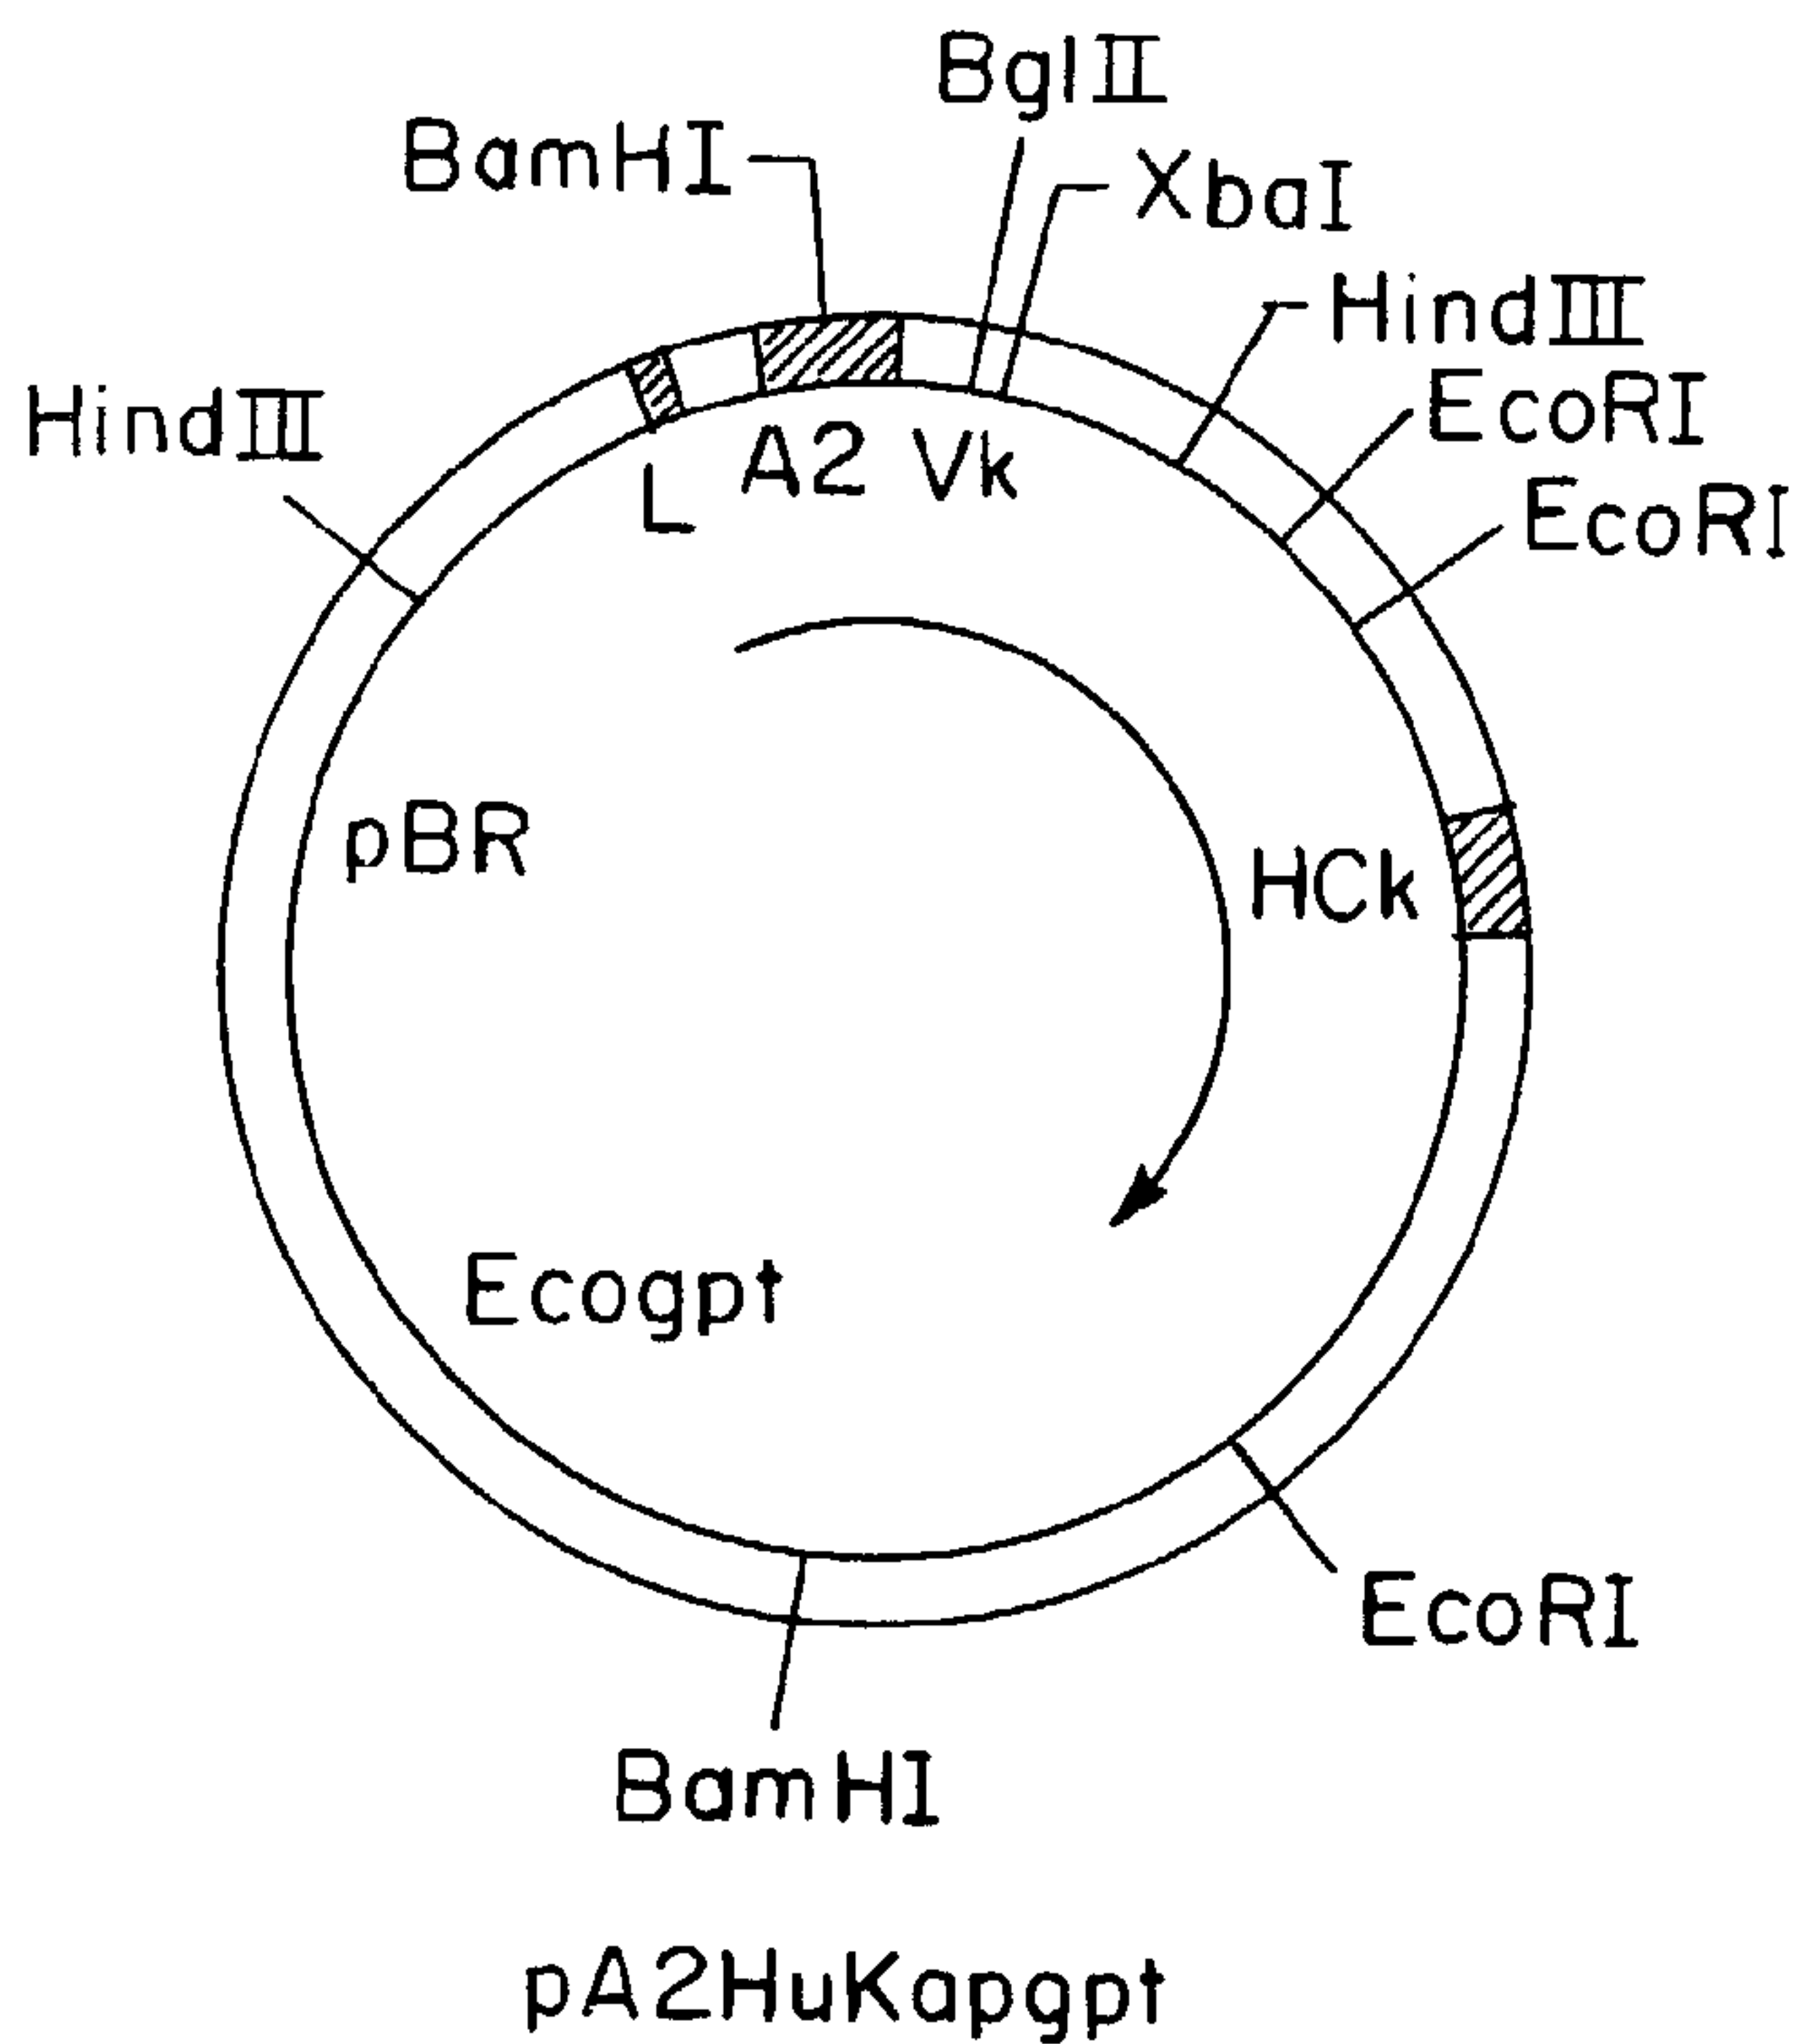 BglII
BamHI
XbaI
HindIII
EcoRI
HindIII
A2 Vk
L
EcoRI
pBR
HCk
Ecogpt
EcoRI
BamHI
pA2HuKapgpt